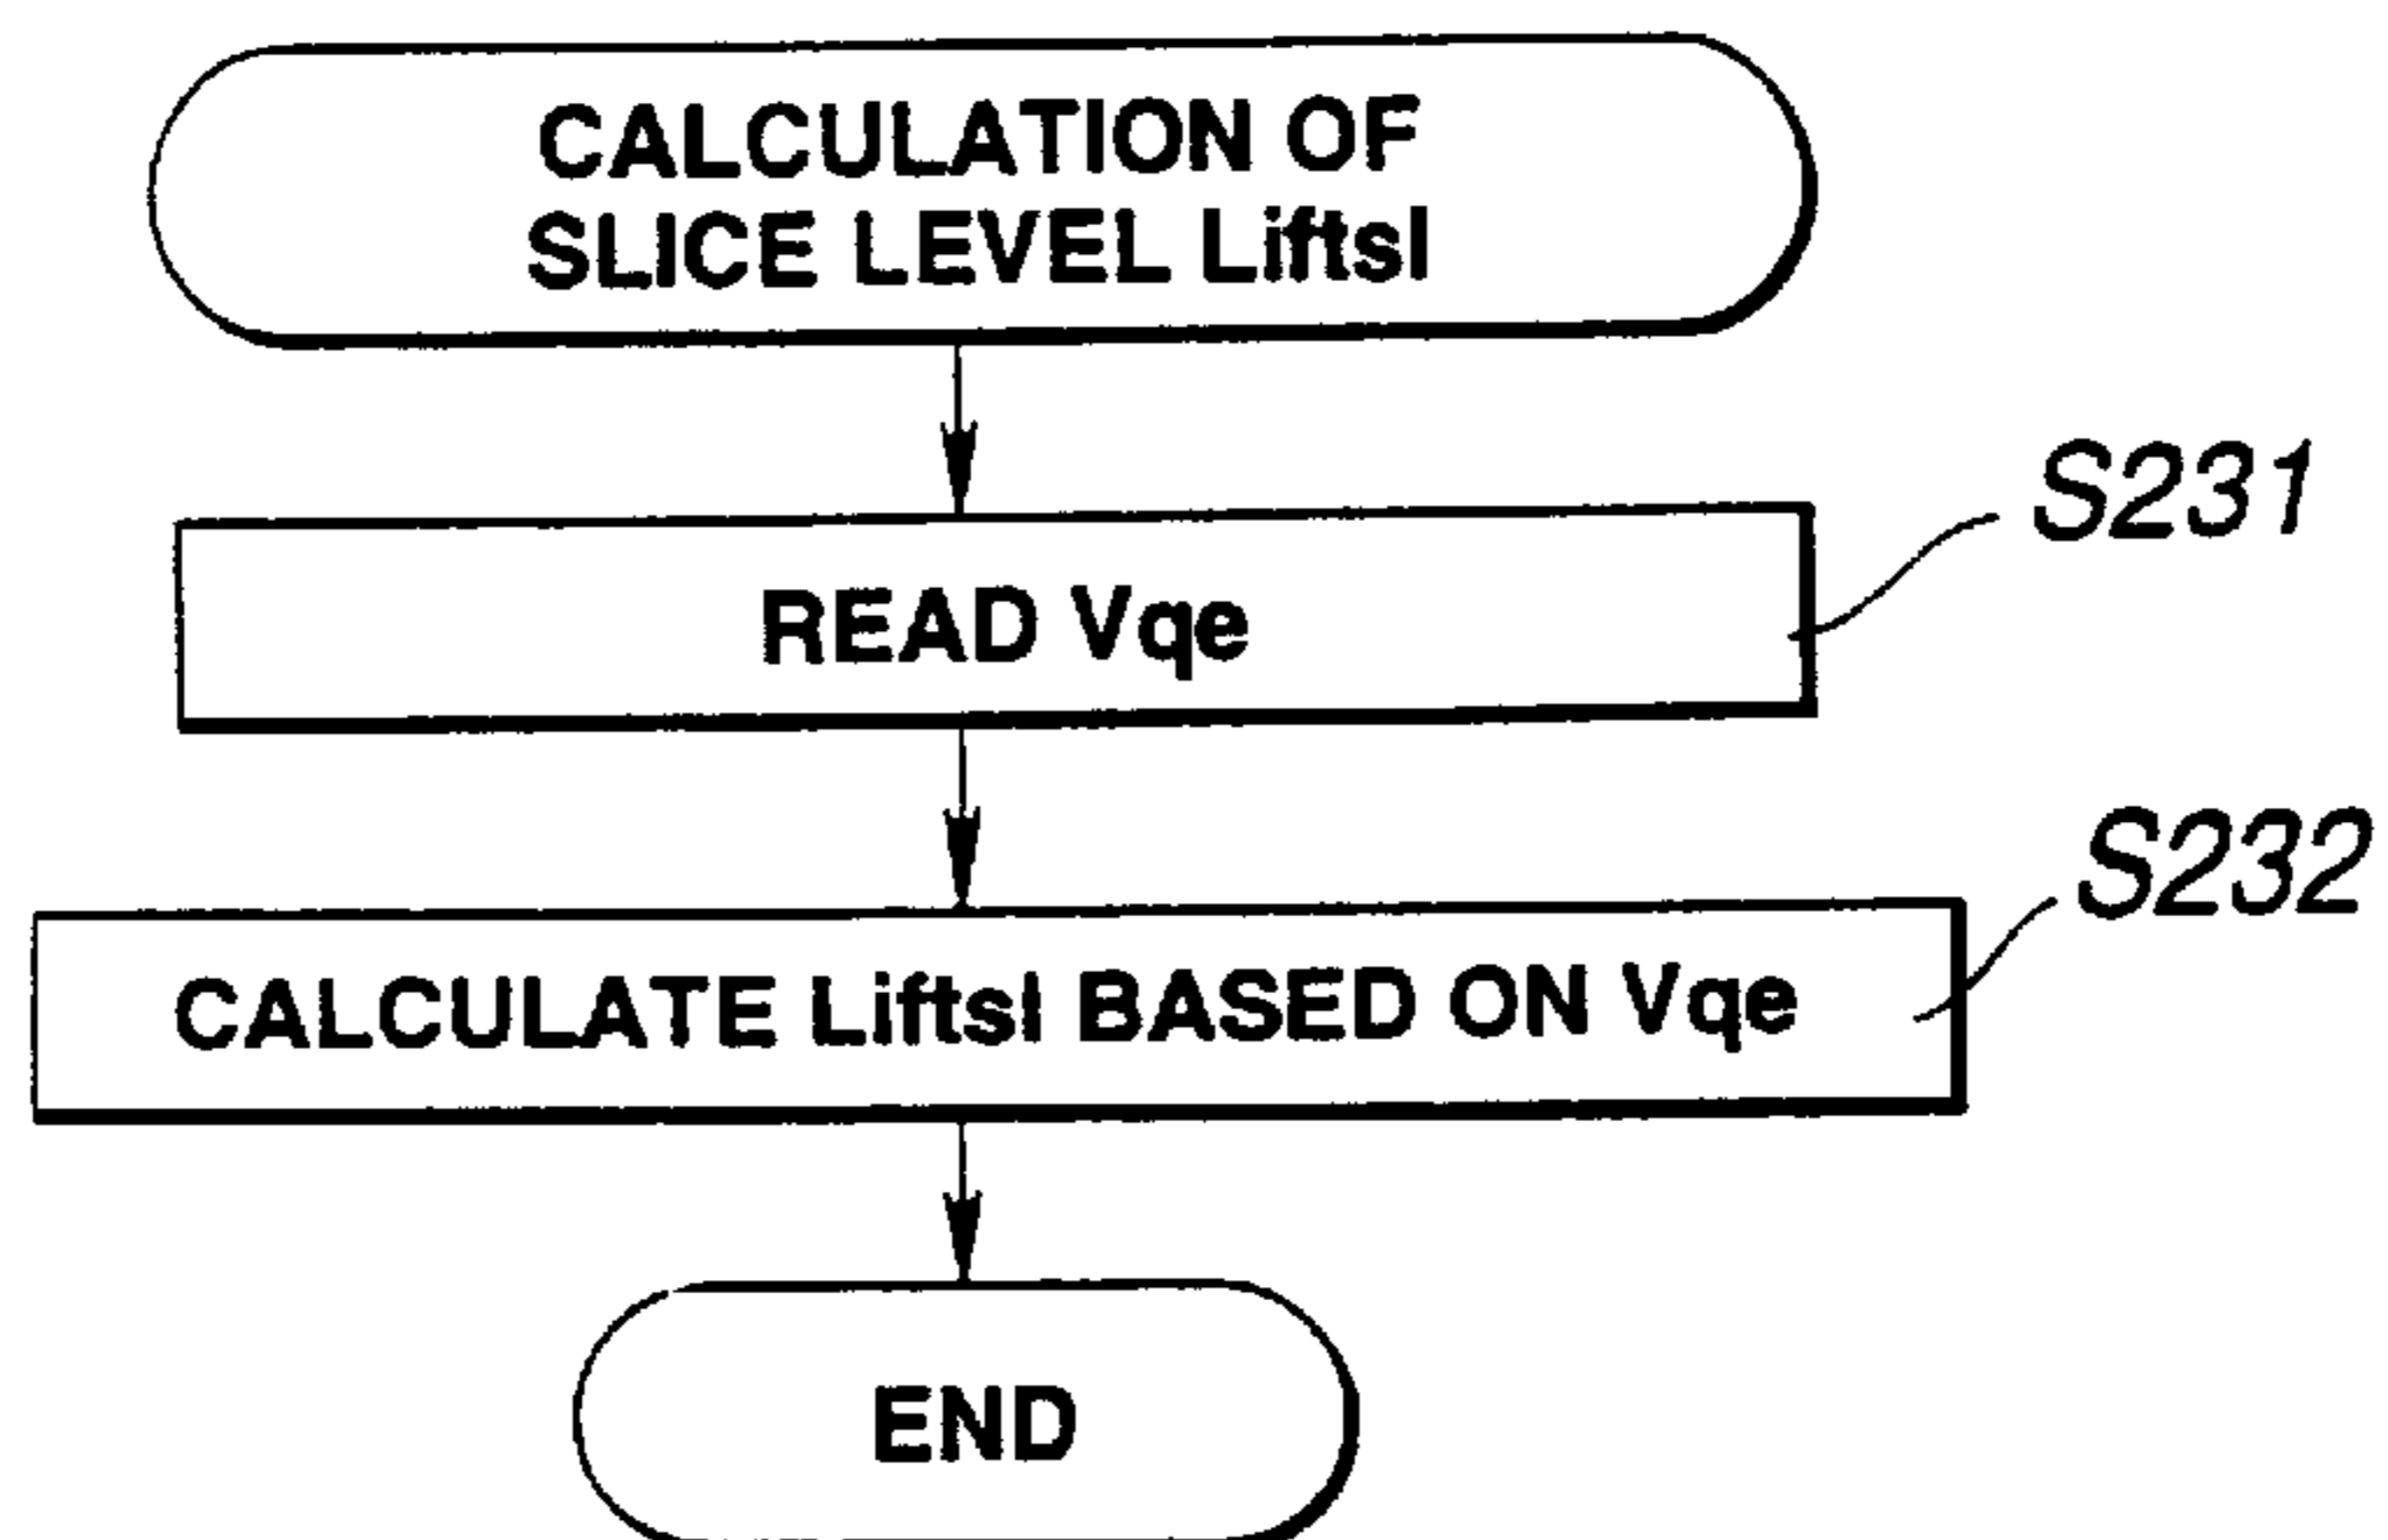 CALCULATION OF
SLICE LEVEL Liftsl
S231
READ Vqe
S232
CALCULATE Liftsl BASED ON Vqe
END